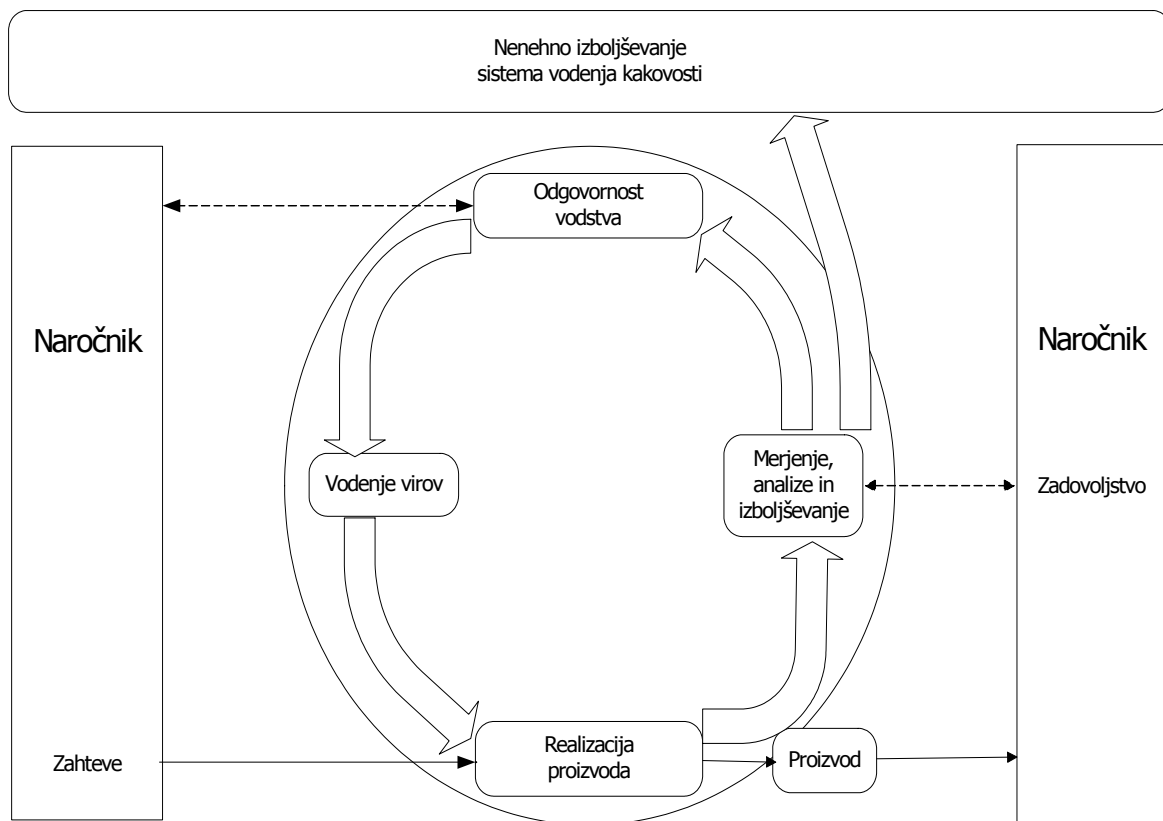 Nenehno izboljševanje
sistema vodenja kakovosti
Odgovornost
vodstva
Naročnik
Naročnik
Vodenje virov
Merjenje,
analize in
izboljševanje
Zadovoljstvo
Zahteve
Realizacija
proizvoda
Proizvod